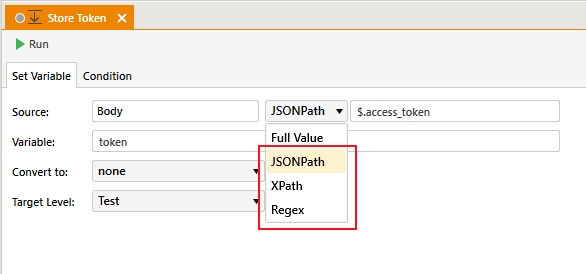 Store Token
Run
Set Variable Condition
Source: Body JSONPath $.access_token
Full Value
Variable: token
JSONPath
Convert to: none
XPath
Target Level: Test
Regex